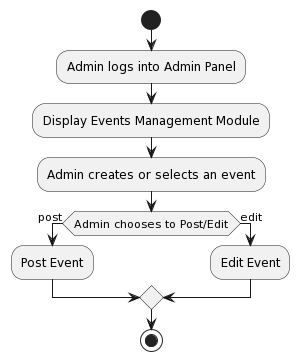 Admin logs into Admin Panel
Display Events Management Module
Admin creates or selects an event
post
Admin chooses to Post/Edit
edit
Post Event
Edit Event